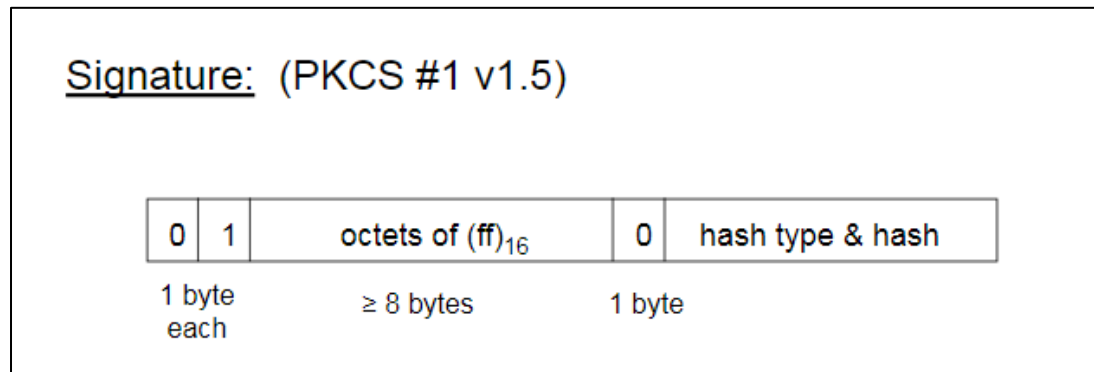 Signature: (PKCS #1 v1.5)
0 1 octets of (ff)16 0 hash type & hash
1 byte each ≥ 8 bytes 1 byte